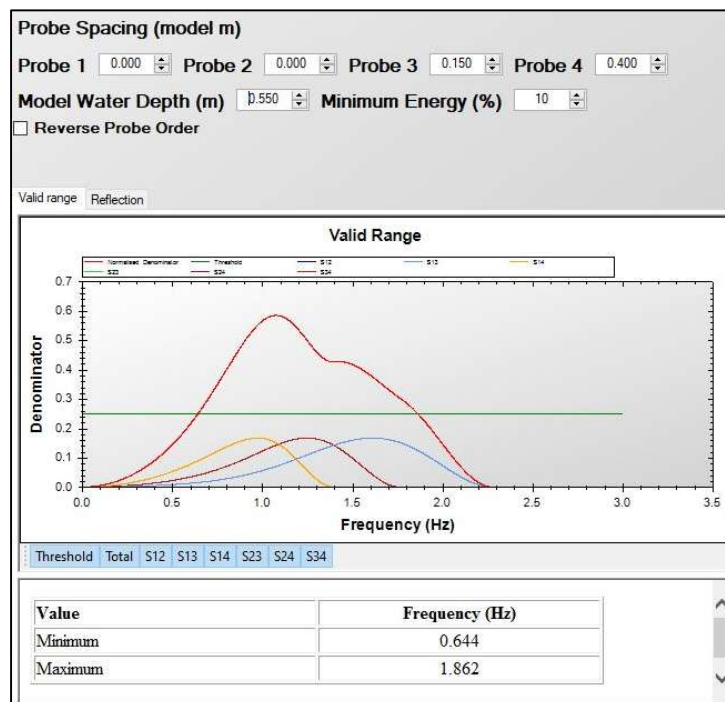 Probe Spacing (model m)
Probe 1 0.000 Probe 2 0.000 Probe 3 0.150 Probe 4 0.400
Model Water Depth (m) 0.550 Minimum Energy (%) 10
Reverse Probe Order
Valid range Reflection
Valid Range
Normalised Denominator Threshold S12 S13 S14
S23 S24 S34
0.7
0.6
0.5
0.4
0.3
0.2
0.1
0.0
Denominator
0.0 0.5 1.0 1.5 2.0 2.5 3.0 3.5
Frequency (Hz)
Threshold Total S12 S13 S14 S23 S24 S34
Value Frequency (Hz)
Minimum 0.644
Maximum 1.862